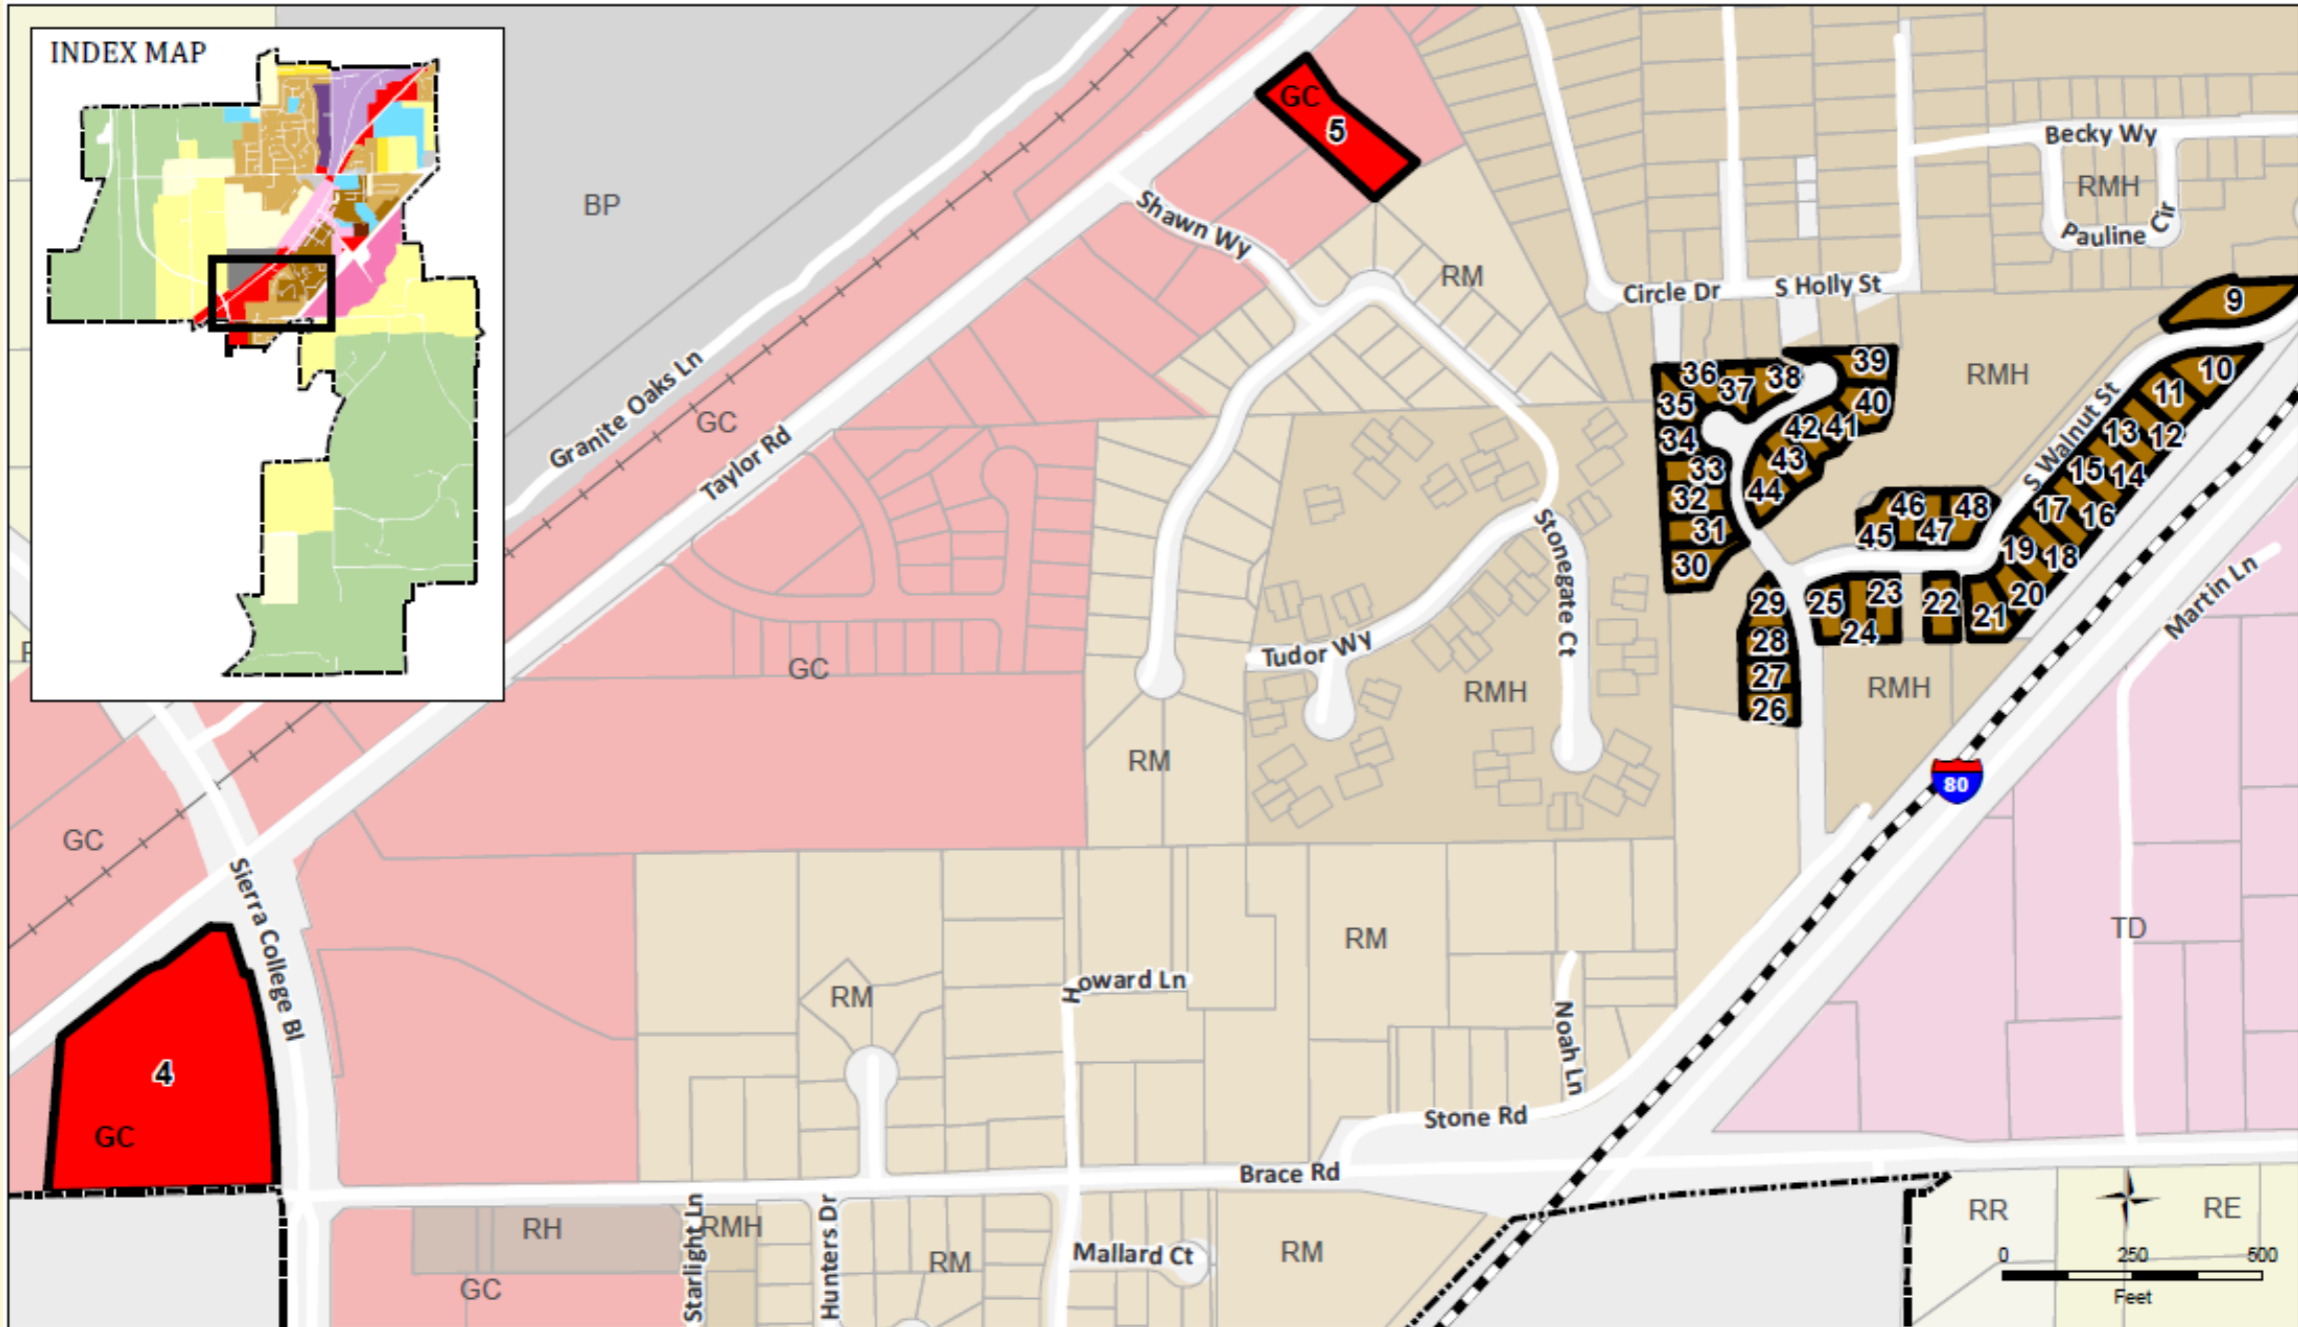 INDEX MAP
GC
5
Becky Wy
BP
RMH
Shawn Wy
Pauline Cir
RM
Circle Dr
S Holly St
9
36
37
38
39
RMH
10
35
40
11
Granite Oaks Ln
GC
34
42
41
13
12
S Walnut St
Taylor Rd
33
43
15
14
32
44
46
48
17
16
31
45
47
Stonegate Ct
30
19
18
29
25
23
22
20
21
24
28
Martin Ln
Tudor Wy
GC
27
26
RMH
RMH
RM
80
GC
Sierra College Bl
TD
RM
RM
Howard Ln
Noah Ln
4
GC
Stone Rd
Brace Rd
RH
Starlight Ln
RMH
Hunters Dr
RM
Mallard Ct
RM
GC
RR
RE
0
250
500
Feet